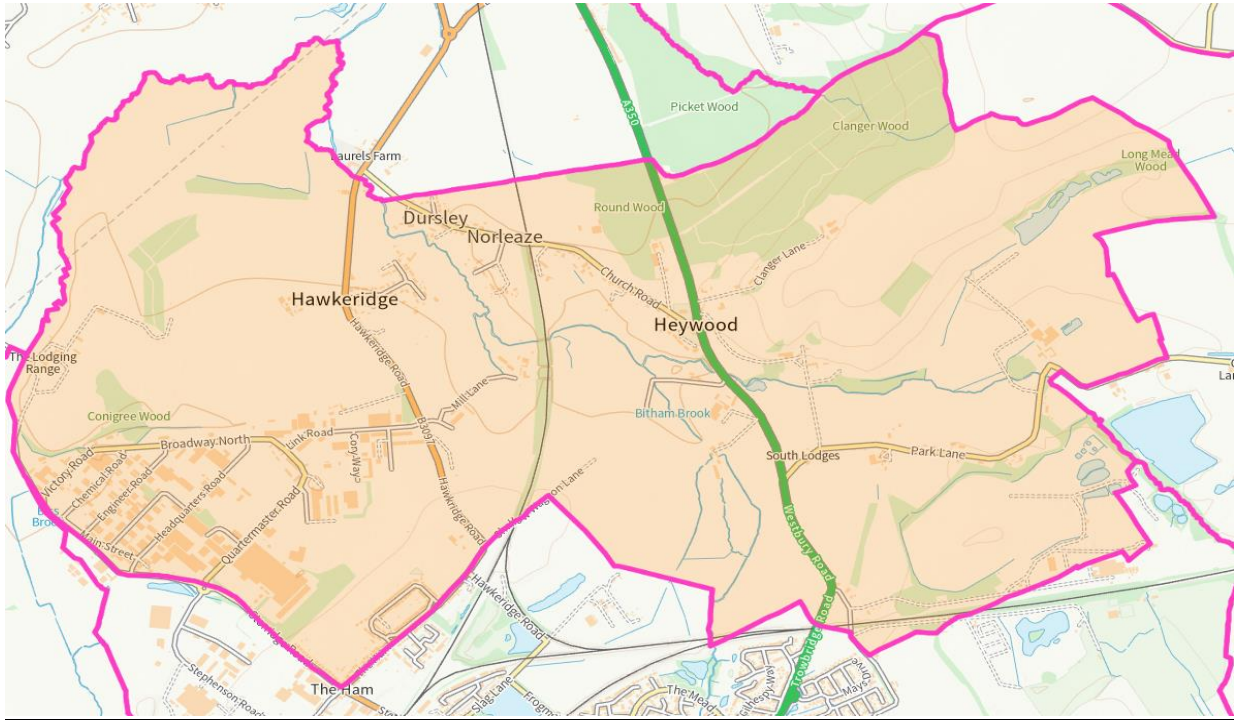 A350
Picket Wood
Clanger Wood
Laurels Farm
Long Mead
Wood
Round Wood
Dursley
Norleaze
Church Road
Clanger Lane
Hawkeridge
Heywood
Hawkeridge Road
The Lodging
Range
Mill Lane
Conigree Wood
Bitham Brook
B3097
Link Road
Broadway North
Cory Way
South Lodges
Park Lane
Victory Road
Chemical Road
Engineer Road
Headquarters Road
Quartermaster Road
Main Street
Hawkridge Road
Westbury Road
Hawkeridge Road
Trowbridge Road
Stephenson Road
The Ham
Slag Lane
The Mead
Mays Drive